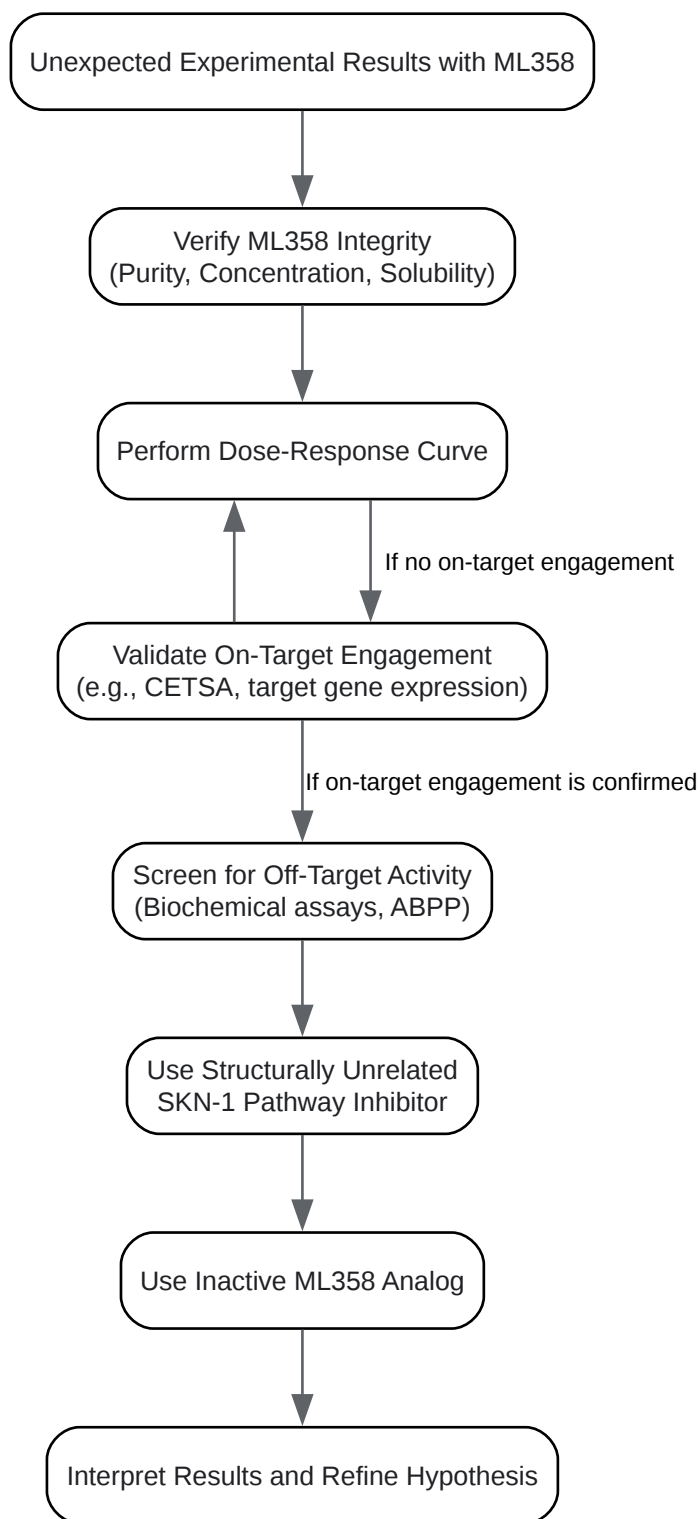 Unexpected Experimental Results with ML358
Verify ML358 Integrity
(Purity, Concentration, Solubility)
Perform Dose-Response Curve
If no on-target engagement
Validate On-Target Engagement
(e.g., CETSA, target gene expression)
If on-target engagement is confirmed
Screen for Off-Target Activity
(Biochemical assays, ABPP)
Use Structurally Unrelated
SKN-1 Pathway Inhibitor
Use Inactive ML358 Analog
Interpret Results and Refine Hypothesis